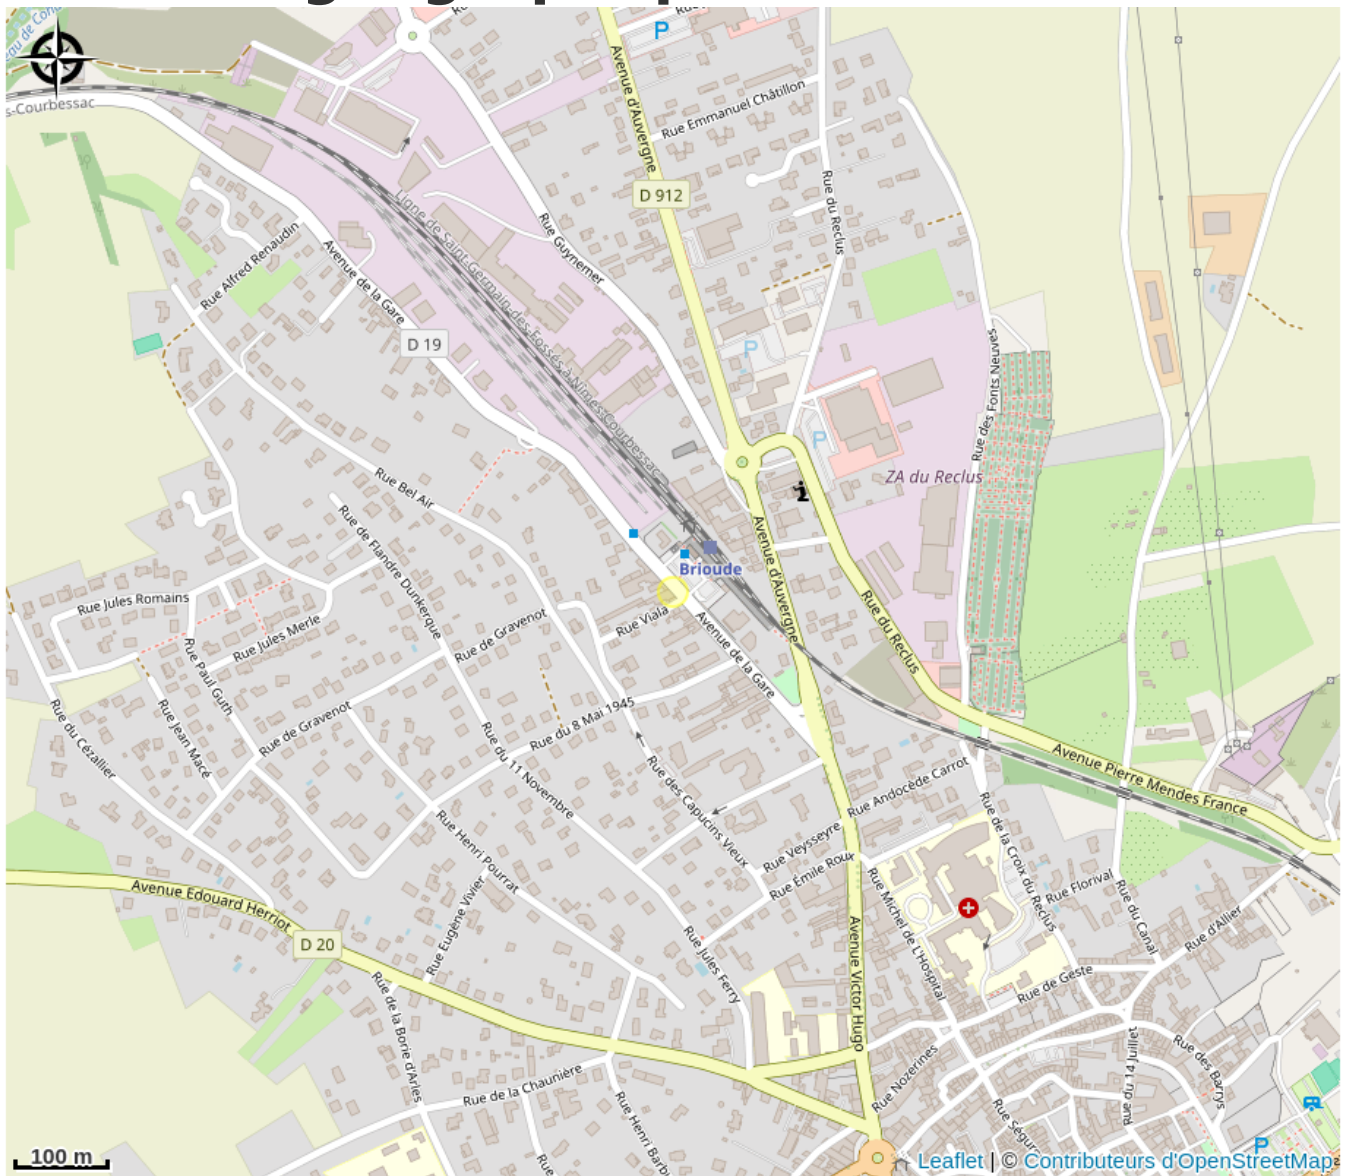 s-Courbessac
Avenue d'Auvergne
P
Rue Emmanuel Châtillon
D 912
Rue du Reclus
Rue Guynemer
Ligne de Saint-Germain-des-Fossés à Nîmes-Courbessac
Rue Alfred Renaudin
Avenue de la Gare
D 19
P
Rue des Fonts Neuves
P
ZA du Reclus
Rue Bel Air
Rue de Flandre Dunkerque
i
Avenue d'Auvergne
Brioude
Rue Jules Romains
Rue Viala
Avenue de la Gare
Rue du Reclus
Rue Jules Merle
Rue de Gravenot
Rue Paul Guth
Rue de Gravenot
Rue Jean Macé
Rue du Cézallier
Rue du 8 Mai 1945
Rue du 11 Novembre
Rue des Capucins Vieux
Avenue Pierre Mendes France
Rue Andocède Carrot
Rue Veysseyre
Rue Émile Roux
Rue de la Croix du Reclus
Rue Henri Pourrat
Rue Eugène Vivier
Avenue Edouard Herriot
D 20
Rue Michel de L'Hospital
Rue Florival
Rue du Canal
Rue d'Allier
Rue Jules Ferry
Avenue Victor Hugo
Rue de Geste
Rue de la Borie d'Arles
Rue de la Chaunière
Rue Henri Barb
Rue Nozerines
Rue du 14 Juillet
Rue des Barrys
Rue Ségur
Rue
P
100 m
Leaflet | © Contributeurs d'OpenStreetMap